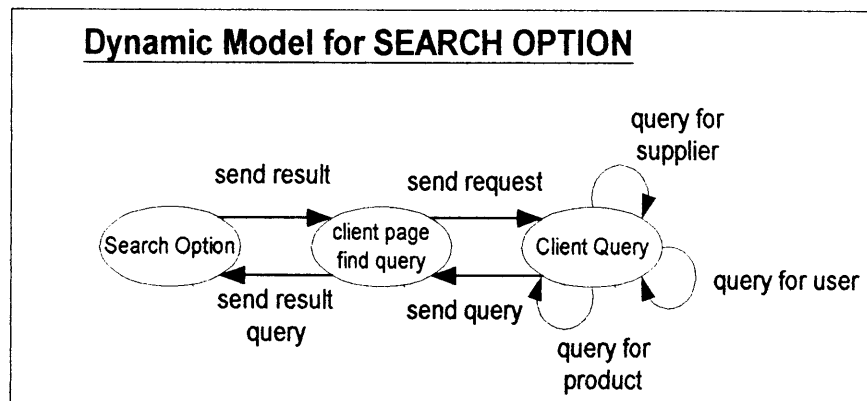 Dynamic Model for SEARCH OPTION
query for
supplier
send result
send request
Search Option
client page
find query
Client Query
send result
query
send query
query for user
query for
product